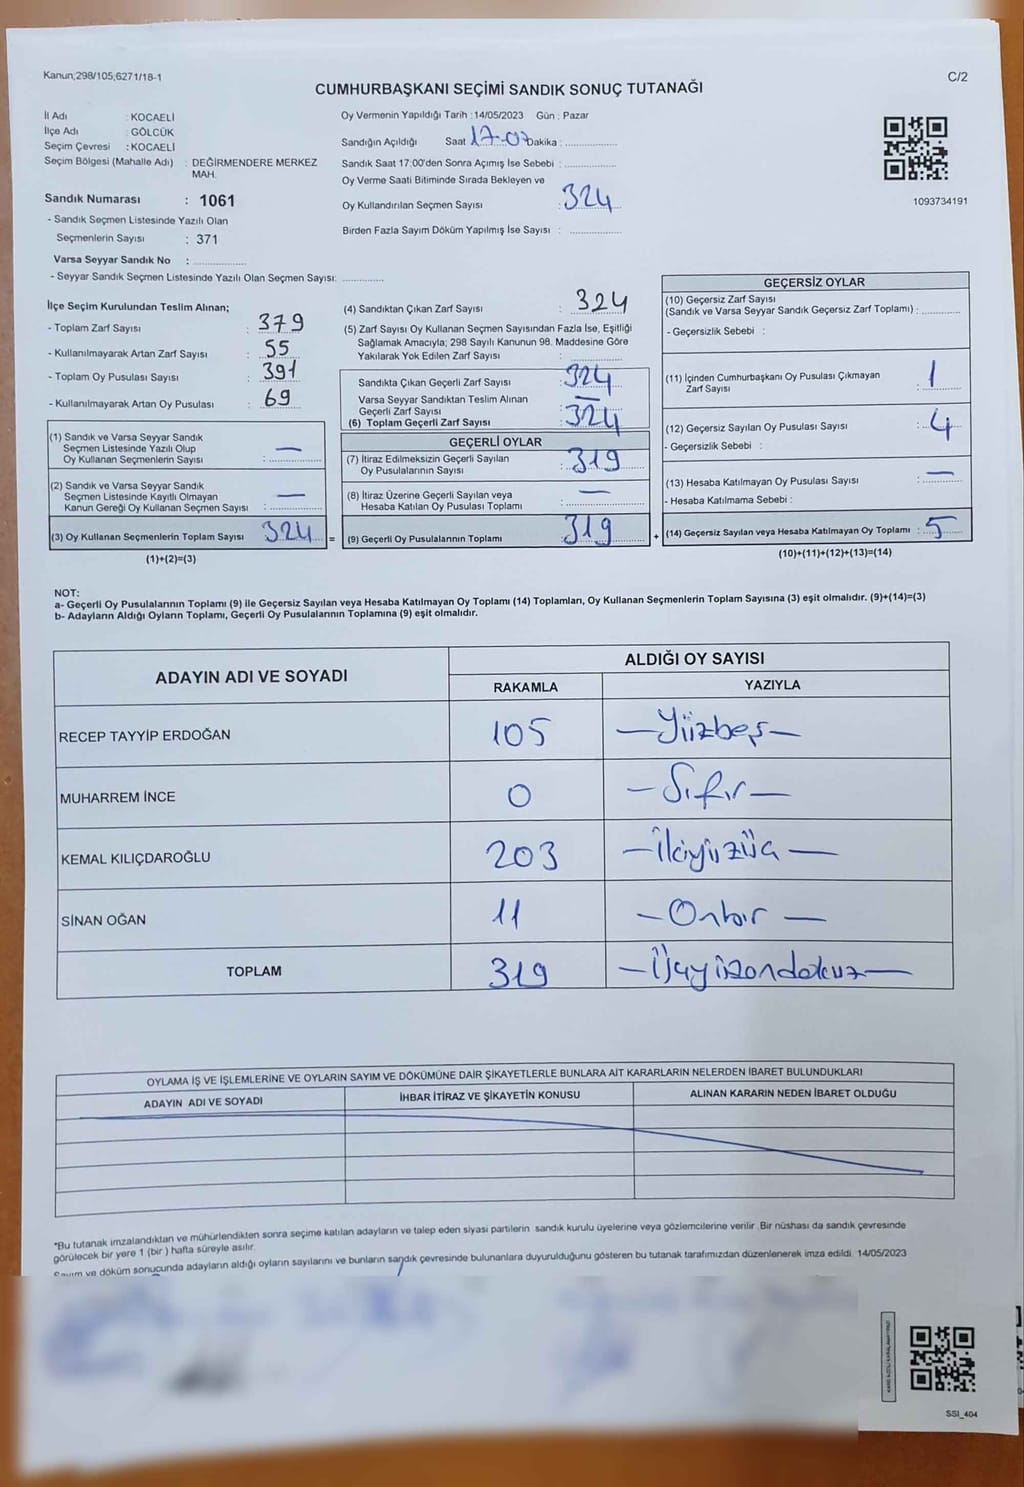 Kanun;298/105,6271/18-1
C/2
CUMHURBAŞKANI SEÇİMİ SANDIK SONUÇ TUTANAĞI
İl Adı : KOCAELİ
İlçe Adı : GÖLCÜK
Seçim Çevresi : KOCAELİ
Seçim Bölgesi (Mahalle Adı) : DEĞİRMENDERE MERKEZ MAH.
Sandık Numarası : 1061
- Sandık Seçmen Listesinde Yazılı Olan
Seçmenlerin Sayısı : 371
Varsa Seyyar Sandık No : ................
- Seyyar Sandık Seçmen Listesinde Yazılı Olan Seçmen Sayısı: ............
Oy Vermenin Yapıldığı Tarih : 14/05/2023 Gün : Pazar
Sandığın Açıldığı Saat 17-07 Dakika : ................
Sandık Saat 17:00'den Sonra Açımış İse Sebebi : ................
Oy Verme Saati Bitiminde Sırada Bekleyen ve
Oy Kullandırılan Seçmen Sayısı : 324
Birden Fazla Sayım Döküm Yapılmış İse Sayısı : ................
1093734191
İlçe Seçim Kurulundan Teslim Alınan;
- Toplam Zarf Sayısı : 379
- Kullanılmayarak Artan Zarf Sayısı : 55
- Toplam Oy Pusulası Sayısı : 391
- Kullanılmayarak Artan Oy Pusulası : 69
(1) Sandık ve Varsa Seyyar Sandık
Seçmen Listesinde Yazılı Olup
Oy Kullanan Seçmenlerin Sayısı : —
(2) Sandık ve Varsa Seyyar Sandık
Seçmen Listesinde Kayıtlı Olmayan
Kanun Gereği Oy Kullanan Seçmen Sayısı : —
(3) Oy Kullanan Seçmenlerin Toplam Sayısı 324 =
(1)+(2)=(3)
(4) Sandıktan Çıkan Zarf Sayısı : 324
(5) Zarf Sayısı Oy Kullanan Seçmen Sayısından Fazla İse, Eşitliği
Sağlamak Amacıyla; 298 Sayılı Kanunun 98. Maddesine Göre
Yakılarak Yok Edilen Zarf Sayısı : ................
Sandıkta Çıkan Geçerli Zarf Sayısı : 324
Varsa Seyyar Sandıktan Teslim Alınan
Geçerli Zarf Sayısı —
(6) Toplam Geçerli Zarf Sayısı : 324
GEÇERLİ OYLAR
(7) İtiraz Edilmeksizin Geçerli Sayılan
Oy Pusulalarının Sayısı : 319
(8) İtiraz Üzerine Geçerli Sayılan veya
Hesaba Katılan Oy Pusulası Toplamı : —
(9) Geçerli Oy Pusulalarının Toplamı 319 +
GEÇERSİZ OYLAR
(10) Geçersiz Zarf Sayısı
(Sandık ve Varsa Seyyar Sandık Geçersiz Zarf Toplamı) : ............
- Geçersizlik Sebebi :
(11) İçinden Cumhurbaşkanı Oy Pusulası Çıkmayan
Zarf Sayısı : 1
(12) Geçersiz Sayılan Oy Pusulası Sayısı : 4
- Geçersizlik Sebebi :
(13) Hesaba Katılmayan Oy Pusulası Sayısı : —
- Hesaba Katılmama Sebebi :
(14) Geçersiz Sayılan veya Hesaba Katılmayan Oy Toplamı : 5
(10)+(11)+(12)+(13)=(14)
NOT:
a- Geçerli Oy Pusulalarının Toplamı (9) ile Geçersiz Sayılan veya Hesaba Katılmayan Oy Toplamı (14) Toplamları, Oy Kullanan Seçmenlerin Toplam Sayısına (3) eşit olmalıdır. (9)+(14)=(3)
b- Adayların Aldığı Oyların Toplamı, Geçerli Oy Pusulalarının Toplamına (9) eşit olmalıdır.
ADAYIN ADI VE SOYADI
ALDIĞI OY SAYISI
RAKAMLA YAZIYLA
RECEP TAYYİP ERDOĞAN 105 —Yüzbeş—
MUHARREM İNCE 0 —Sıfır—
KEMAL KILIÇDAROĞLU 203 —İkiyüzüç—
SİNAN OĞAN 11 —Onbir—
TOPLAM 319 —Üçyüzondokuz—
OYLAMA İŞ VE İŞLEMLERİNE VE OYLARIN SAYIM VE DÖKÜMÜNE DAİR ŞİKAYETLERLE BUNLARA AİT KARARLARIN NELERDEN İBARET BULUNDUKLARI
ADAYIN ADI VE SOYADI İHBAR İTİRAZ VE ŞİKAYETİN KONUSU ALINAN KARARIN NEDEN İBARET OLDUĞU
*Bu tutanak imzalandıktan ve mühürlendikten sonra seçime katılan adayların ve talep eden siyasi partilerin sandık kurulu üyelerine veya gözlemcilerine verilir. Bir nüshası da sandık çevresinde
görülecek bir yere 1 (bir) hafta süreyle asılır.
Sayım ve döküm sonucunda adayların aldığı oyların sayılarını ve bunların sandık çevresinde bulunanlara duyurulduğunu gösteren bu tutanak tarafımızdan düzenlenerek imza edildi. 14/05/2023
SSI_404